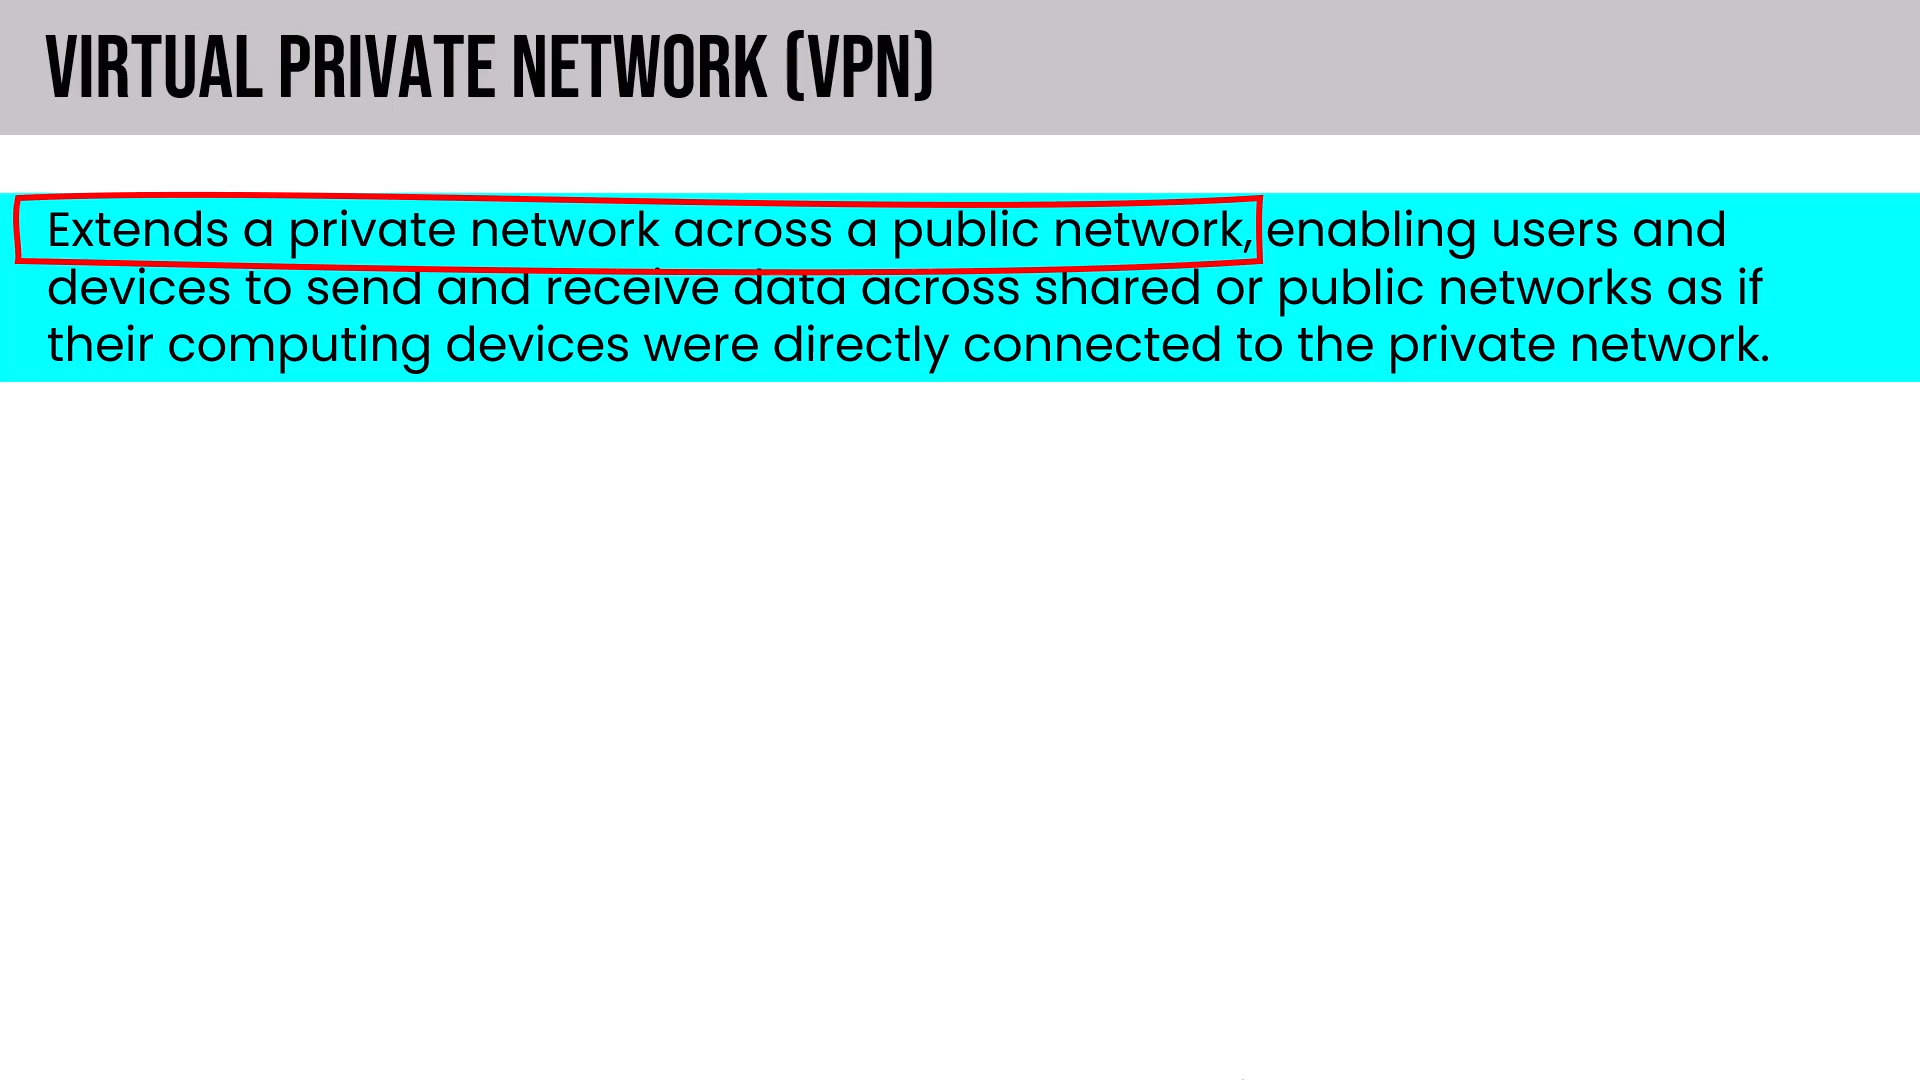 VIRTUAL PRIVATE NETWORK (VPN)
Extends a private network across a public network, enabling users and
devices to send and receive data across shared or public networks as if
their computing devices were directly connected to the private network.